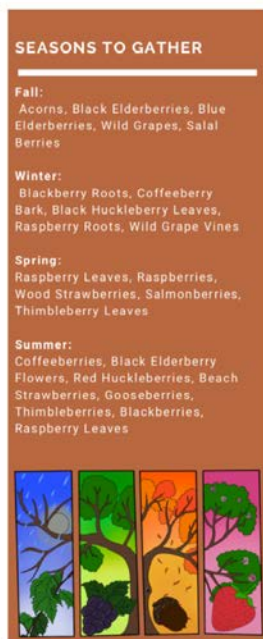 SEASONS TO GATHER
Fall:
Acorns, Black Elderberries, Blue
Elderberries, Wild Grapes, Salal
Berries
Winter:
Blackberry Roots, Coffeeberry
Bark, Black Huckleberry Leaves,
Raspberry Roots, Wild Grape Vines
Spring:
Raspberry Leaves, Raspberries,
Wood Strawberries, Salmonberries,
Thimbleberry Leaves
Summer:
Coffeeberries, Black Elderberry
Flowers, Red Huckleberries, Beach
Strawberries, Gooseberries,
Thimbleberries, Blackberries,
Raspberry Leaves